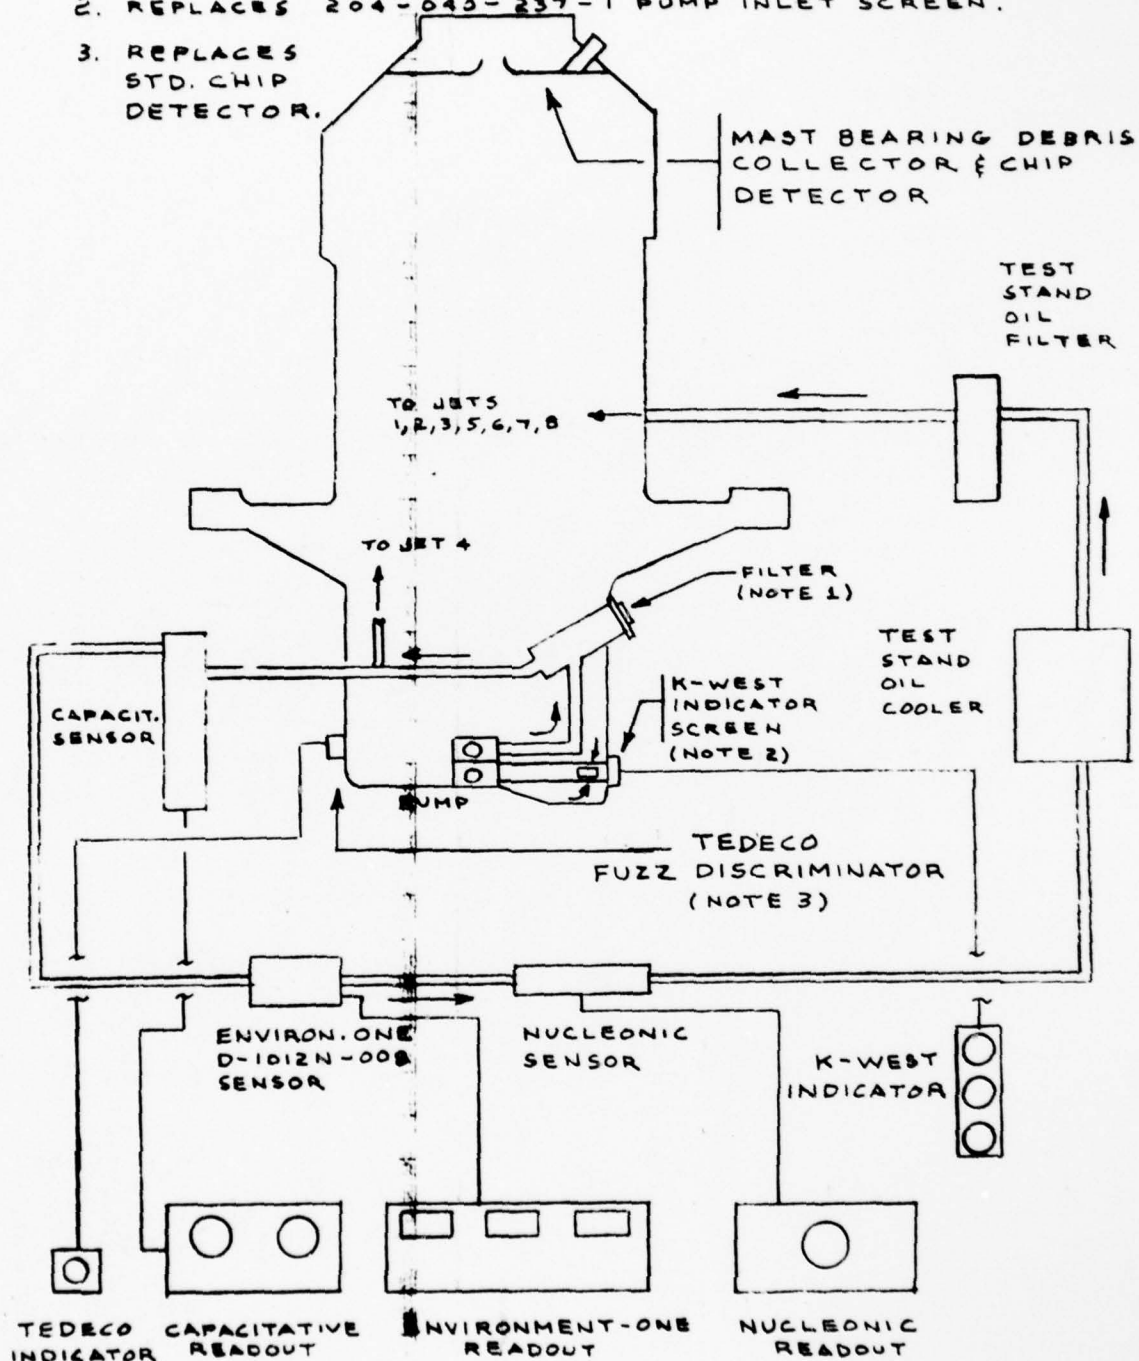 2. REPLACES 204-040-237-1 PUMP INLET SCREEN.
3. REPLACES
STD. CHIP
DETECTOR.
MAST BEARING DEBRIS
COLLECTOR & CHIP
DETECTOR
TEST
STAND
OIL
FILTER
TO JETS
1,2,3,5,6,7,8
TO JET 4
FILTER
(NOTE 1)
TEST
STAND
OIL
COOLER
K-WEST
INDICATOR
SCREEN
(NOTE 2)
CAPACIT.
SENSOR
PUMP
TEDECO
FUZZ DISCRIMINATOR
(NOTE 3)
ENVIRON. ONE
D-1012N-008
SENSOR
NUCLEONIC
SENSOR
K-WEST
INDICATOR
TEDECO
INDICATOR
CAPACITATIVE
READOUT
ENVIRONMENT-ONE
READOUT
NUCLEONIC
READOUT